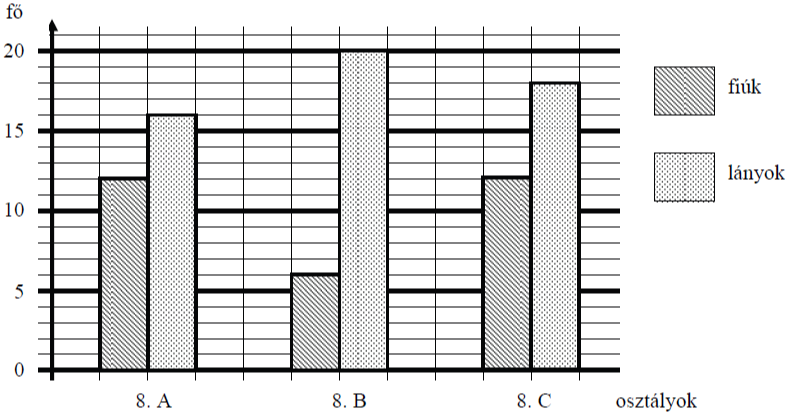 fő
20
15
10
5
0
8. A
8. B
8. C
osztályok
fiúk
lányok